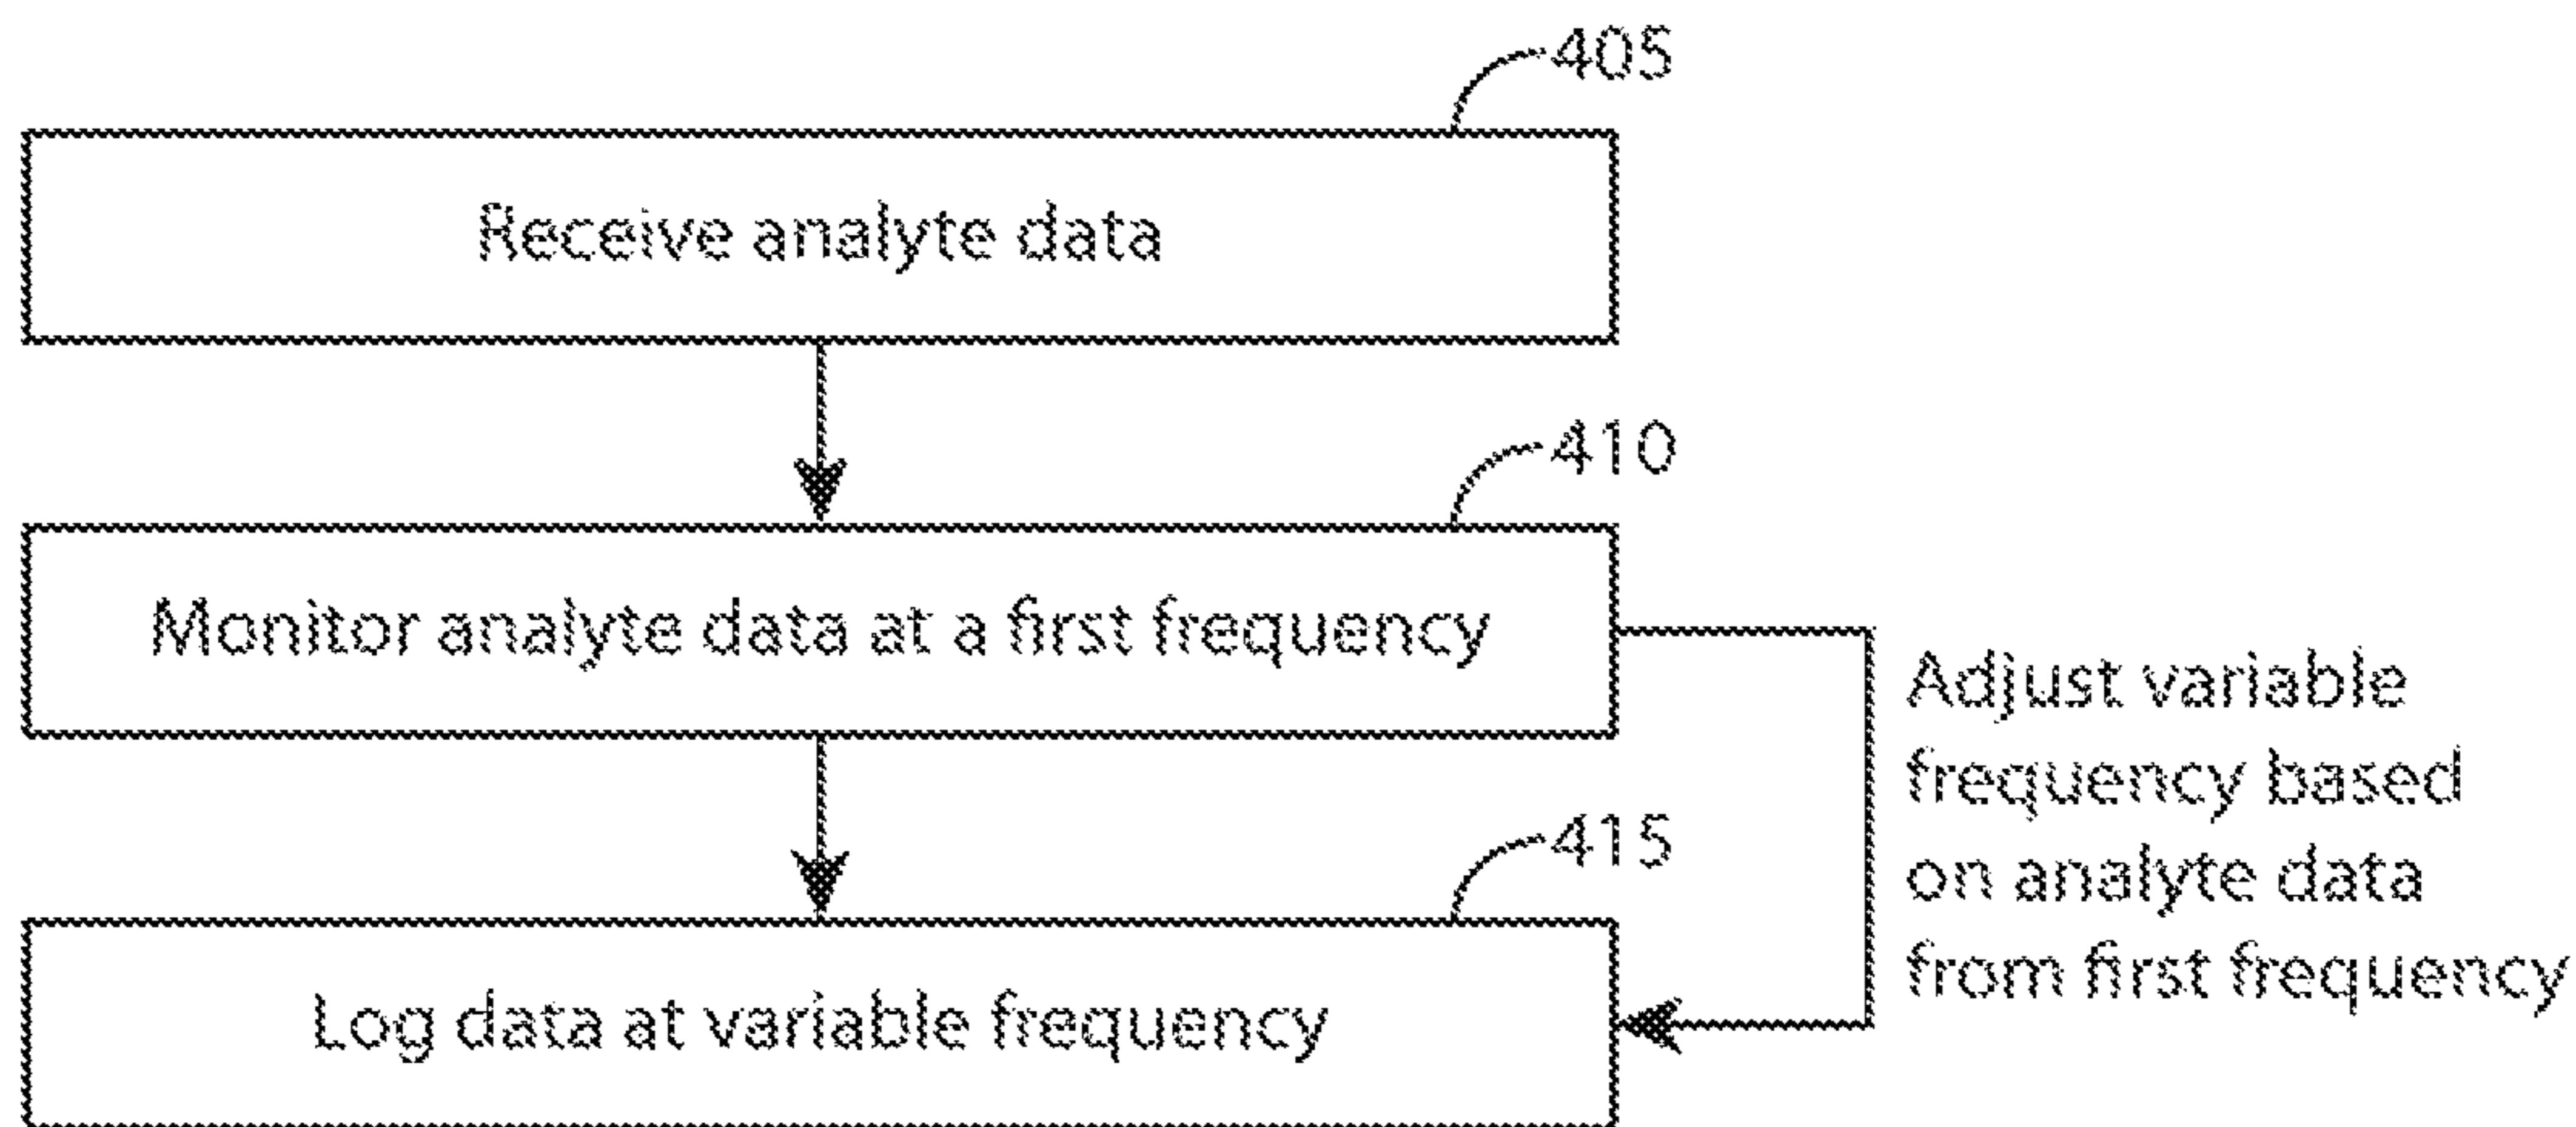 405
Receive analyte data
410
Monitor analyte data at a first frequency
Adjust variable
frequency based
on analyte data
from first frequency
415
Log data at variable frequency